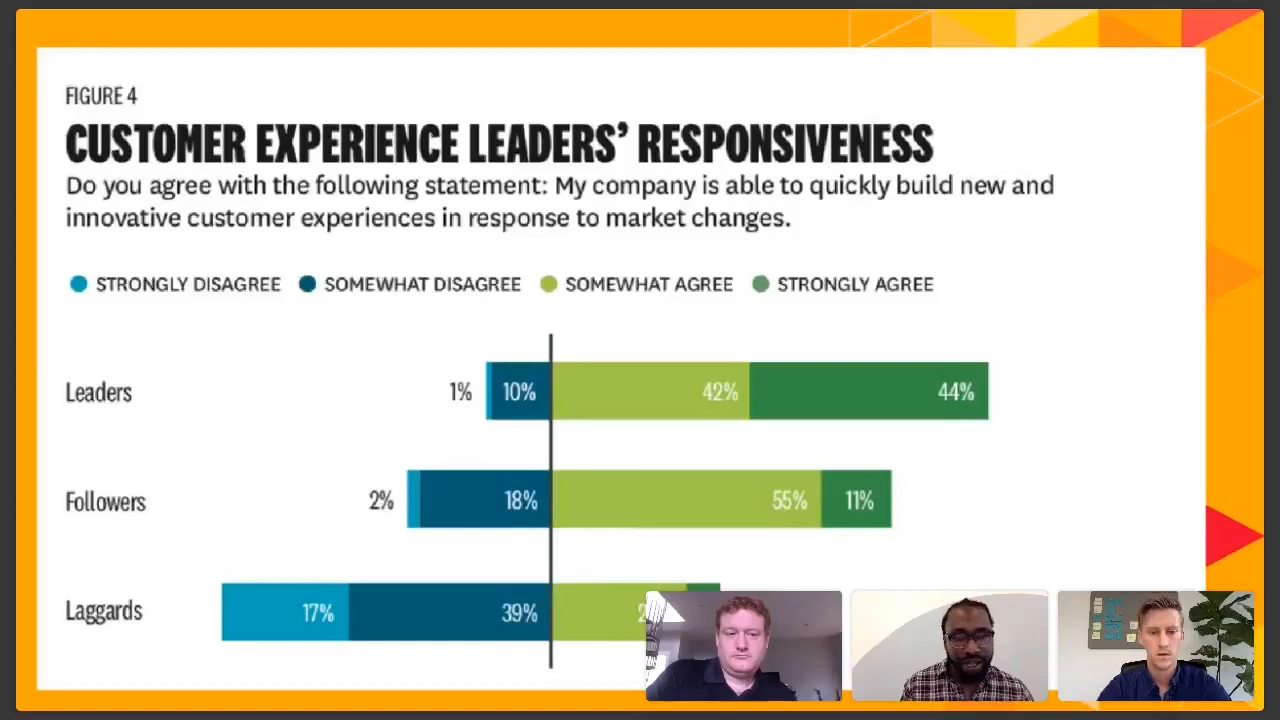 FIGURE 4
CUSTOMER EXPERIENCE LEADERS’ RESPONSIVENESS
Do you agree with the following statement: My company is able to quickly build new and
innovative customer experiences in response to market changes.
STRONGLY DISAGREE SOMEWHAT DISAGREE SOMEWHAT AGREE STRONGLY AGREE
Leaders 1% 10% 42% 44%
Followers 2% 18% 55% 11%
Laggards 17% 39%